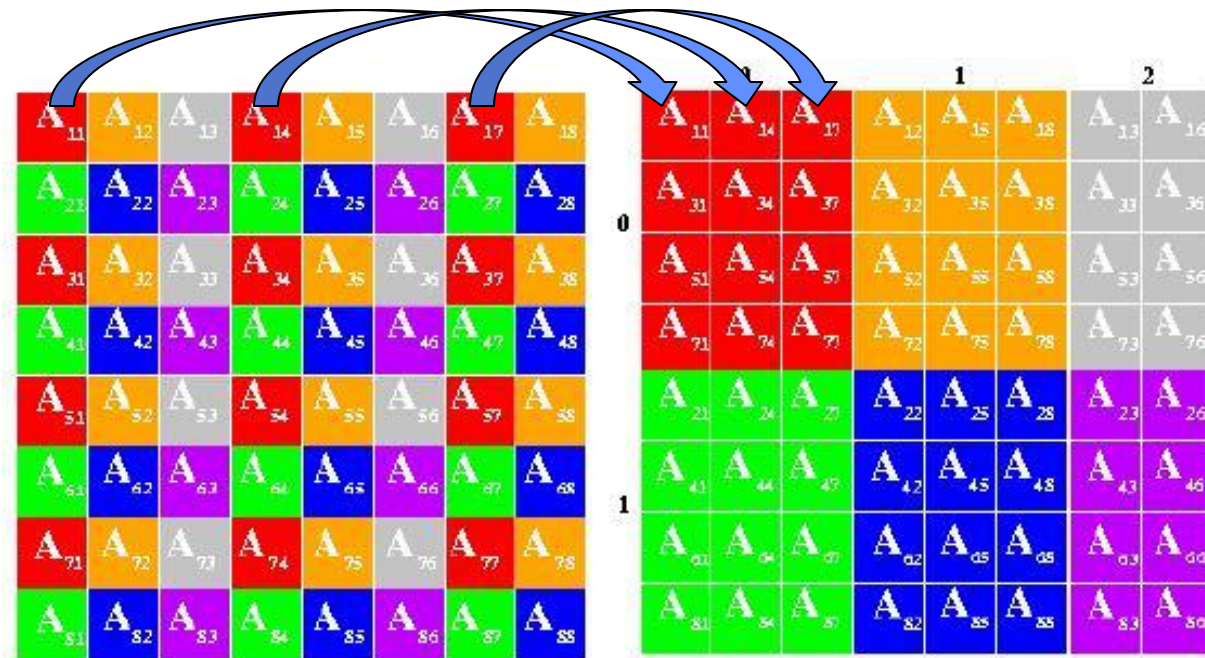 1 2
A11 A12 A13 A14 A15 A16 A17 A18
A21 A22 A23 A24 A25 A26 A27 A28
A31 A32 A33 A34 A35 A36 A37 A38
A41 A42 A43 A44 A45 A46 A47 A48
A51 A52 A53 A54 A55 A56 A57 A58
A61 A62 A63 A64 A65 A66 A67 A68
A71 A72 A73 A74 A75 A76 A77 A78
A81 A82 A83 A84 A85 A86 A87 A88
A11 A14 A17 A12 A15 A18 A13 A16
A31 A34 A37 A32 A35 A38 A33 A36
0
A51 A54 A57 A52 A55 A58 A53 A56
A71 A74 A77 A72 A75 A78 A73 A76
A21 A24 A27 A22 A25 A28 A23 A26
A41 A44 A47 A42 A45 A48 A43 A46
1
A61 A64 A67 A62 A65 A68 A63 A66
A81 A84 A87 A82 A85 A88 A83 A86